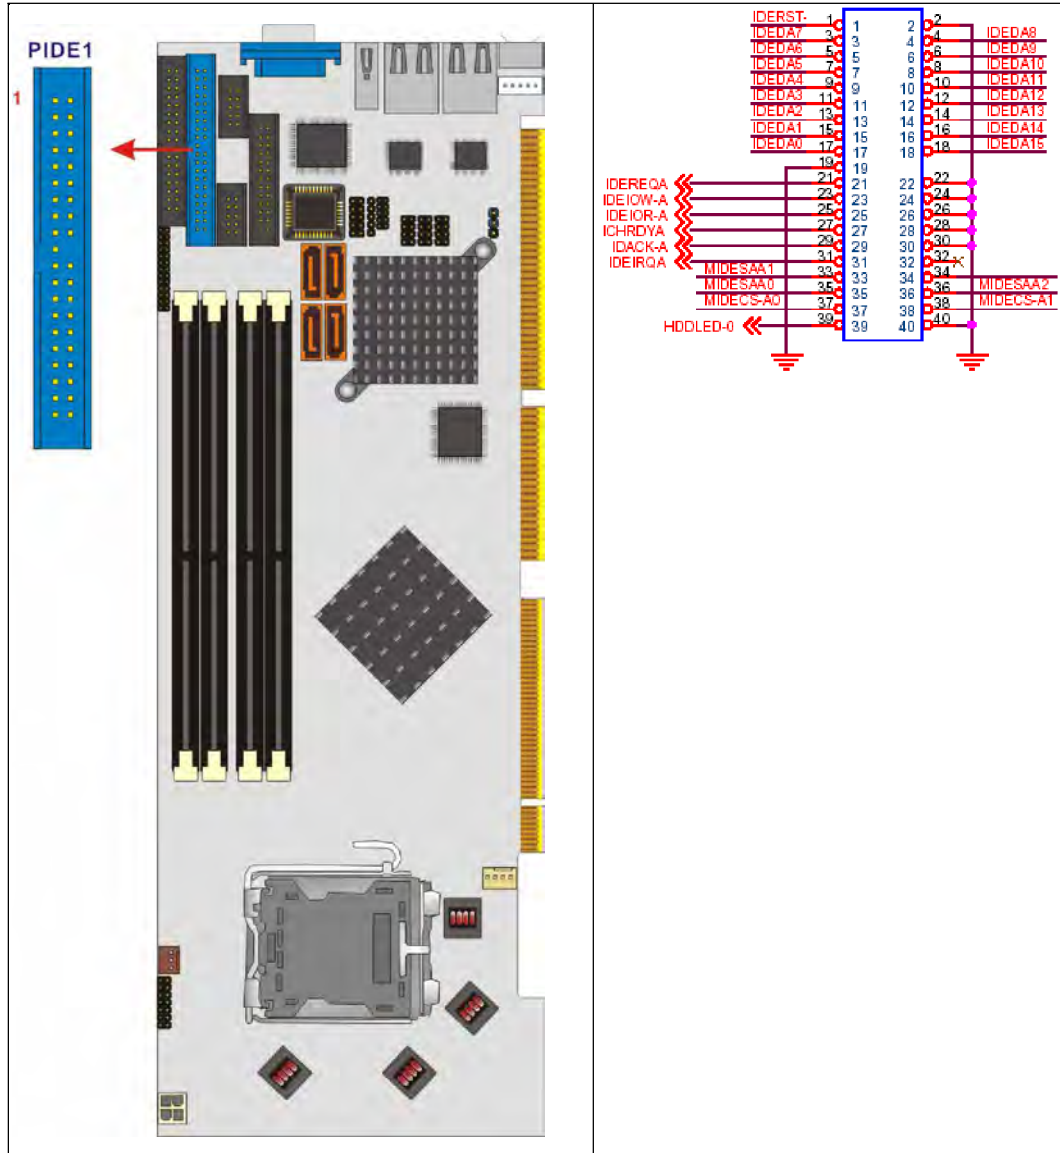 PIDE1
1
IDERST- 1 1 2 2
IDEDA7 3 3 4 4 IDEDA8
IDEDA6 5 5 6 6 IDEDA9
IDEDA5 7 7 8 8 IDEDA10
IDEDA4 9 9 10 10 IDEDA11
IDEDA3 11 11 12 12 IDEDA12
IDEDA2 13 13 14 14 IDEDA13
IDEDA1 15 15 16 16 IDEDA14
IDEDA0 17 17 18 18 IDEDA15
19 19
IDEREQA 21 21 22 22
IDEIOW-A 23 23 24 24
IDEIOR-A 25 25 26 26
ICHRDYA 27 27 28 28
IDACK-A 29 29 30 30
IDEIRQA 31 31 32 32
MIDESAA1 33 33 34 34
MIDESAA0 35 35 36 36 MIDESAA2
MIDECS-A0 37 37 38 38 MIDECS-A1
HDDLED-0 39 39 40 40